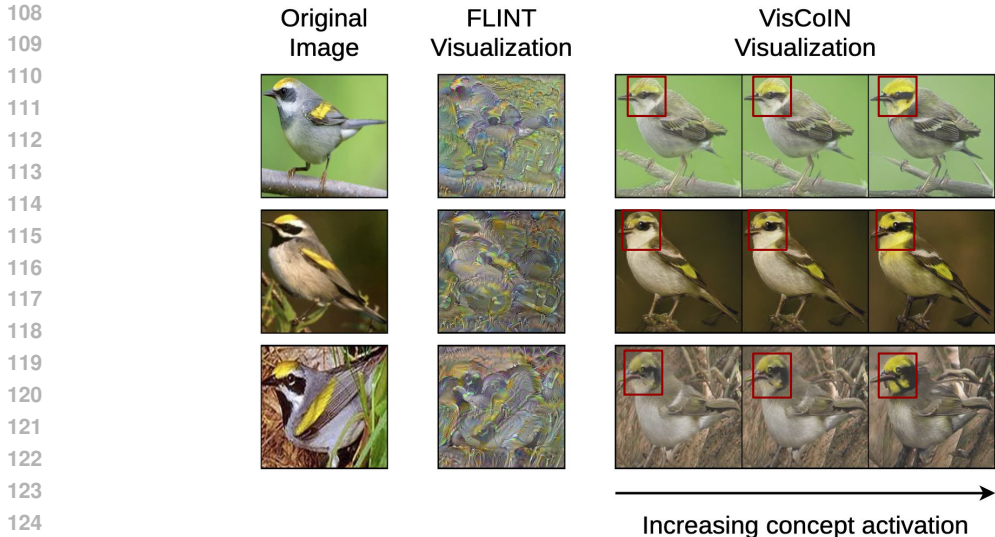 108
109
110
111
112
113
114
115
116
117
118
119
120
121
122
123
124
Original
Image
FLINT
Visualization
VisCoIN
Visualization
Increasing concept activation